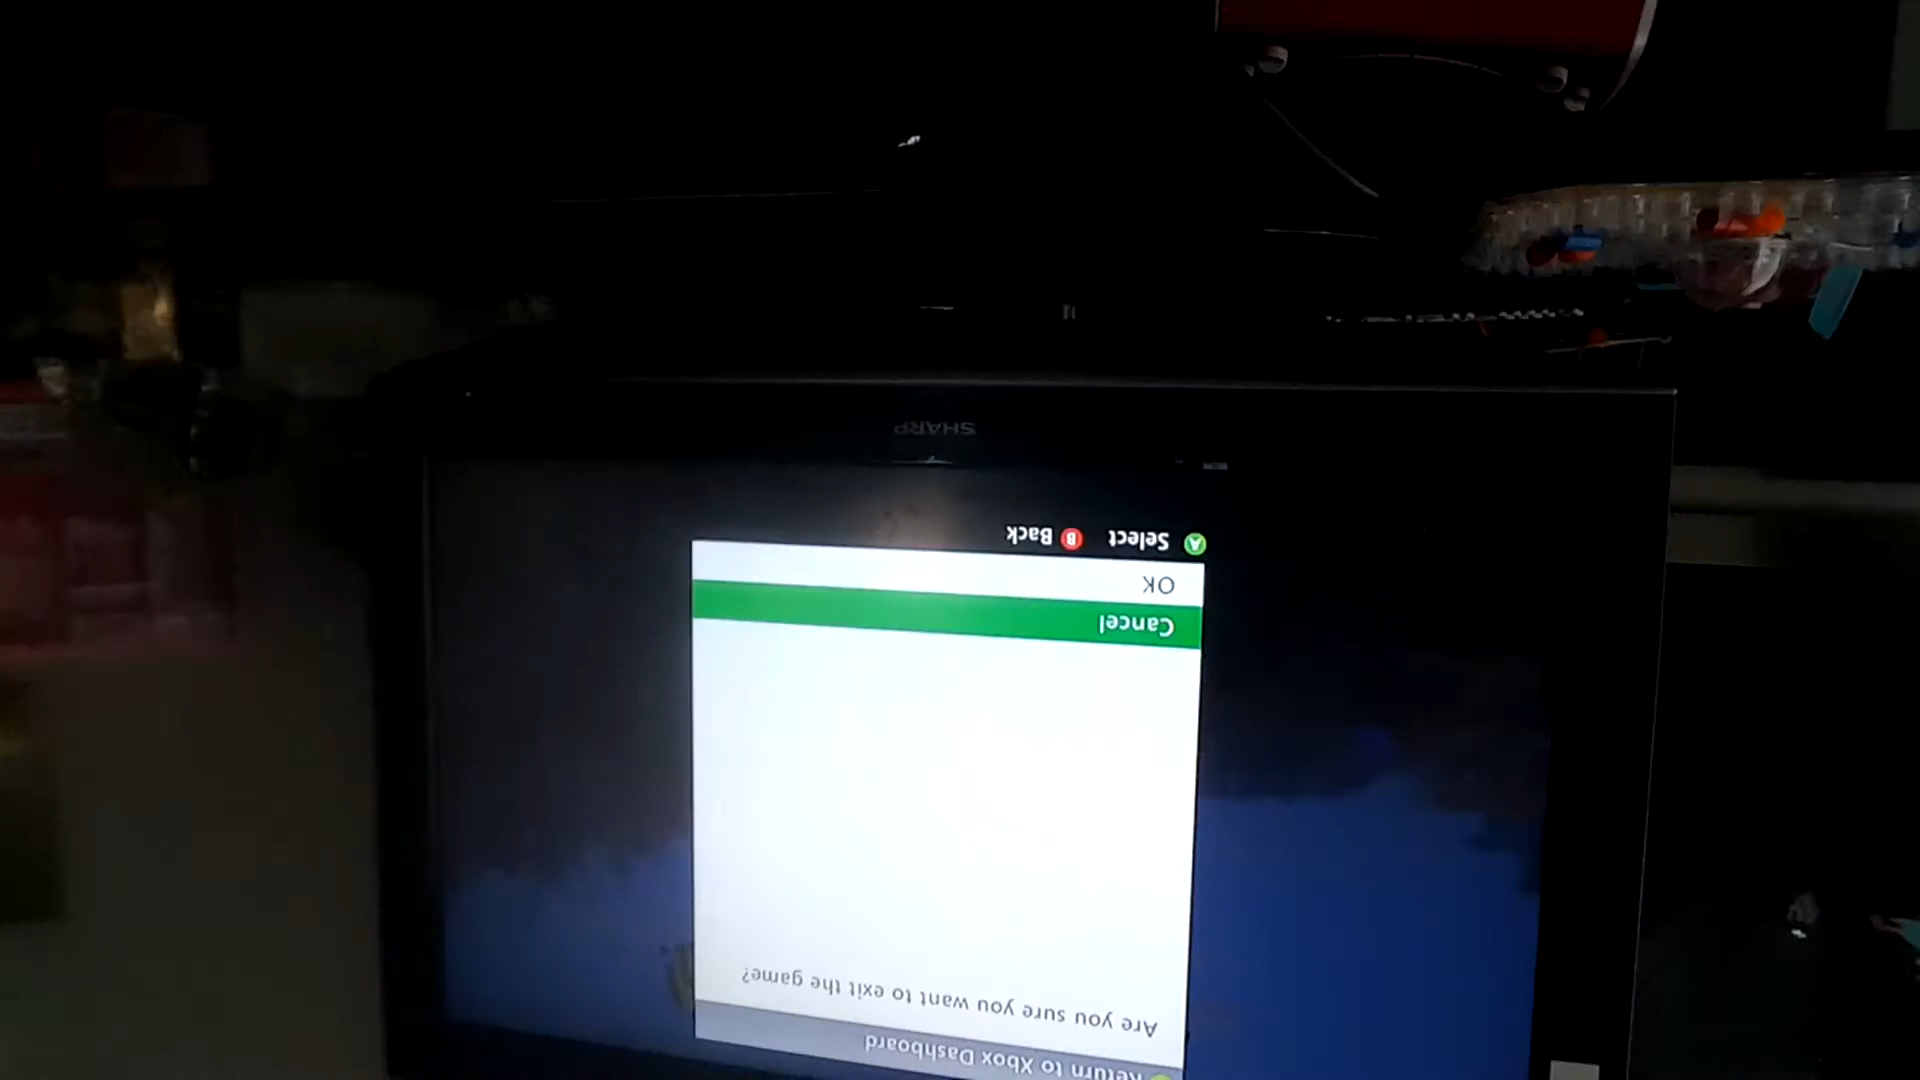 Return to Xbox Dashboard
Are you sure you want to exit the game?
Cancel
OK
A Select B Back
SHARP